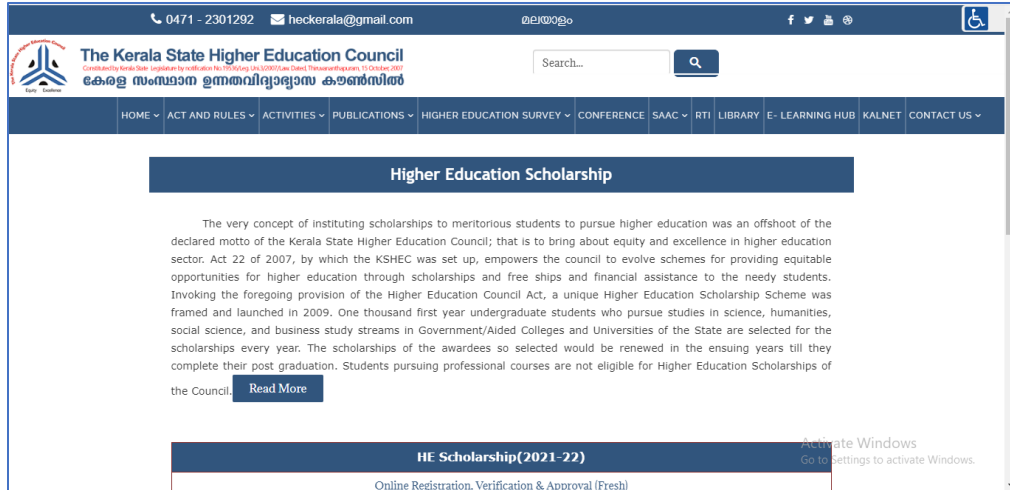 0471 - 2301292 heckerala@gmail.com മലയാളം
The Kerala State Higher Education Council
Constituted by Kerala State Legislature by notification No.
കേരള സംസ്ഥാന ഉന്നതവിദ്യാഭ്യാസ കൗൺസിൽ
Equity Excellence
Search...
HOME ACT AND RULES ACTIVITIES PUBLICATIONS HIGHER EDUCATION SURVEY CONFERENCE SAAC RTI LIBRARY E- LEARNING HUB KALNET CONTACT US
Higher Education Scholarship
The very concept of instituting scholarships to meritorious students to pursue higher education was an offshoot of the
declared motto of the Kerala State Higher Education Council; that is to bring about equity and excellence in higher education
sector. Act 22 of 2007, by which the KSHEC was set up, empowers the council to evolve schemes for providing equitable
opportunities for higher education through scholarships and free ships and financial assistance to the needy students.
Invoking the foregoing provision of the Higher Education Council Act, a unique Higher Education Scholarship Scheme was
framed and launched in 2009. One thousand first year undergraduate students who pursue studies in science, humanities,
social science, and business study streams in Government/Aided Colleges and Universities of the State are selected for the
scholarships every year. The scholarships of the awardees so selected would be renewed in the ensuing years till they
complete their post graduation. Students pursuing professional courses are not eligible for Higher Education Scholarships of
the Council. Read More
HE Scholarship(2021-22)
Online Registration, Verification & Approval (Fresh)
Activate Windows
Go to Settings to activate Windows.